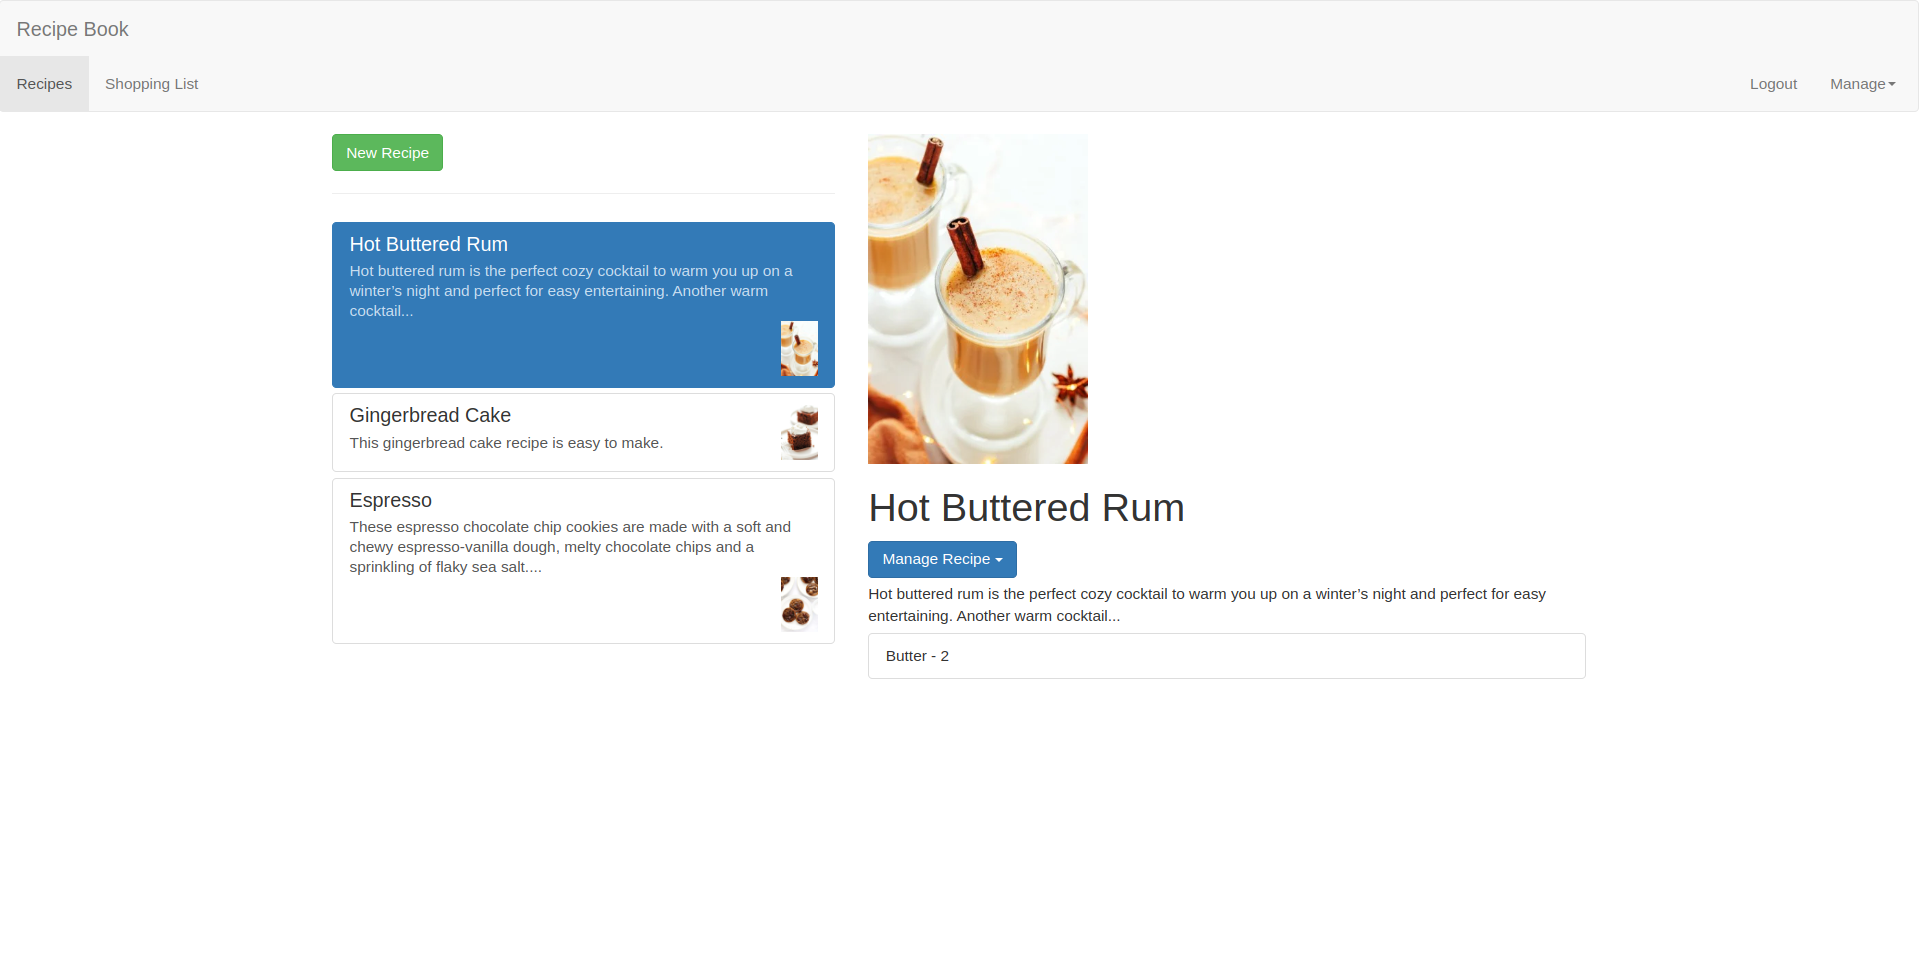 Recipe Book
Recipes
Shopping List
Logout
Manage
New Recipe
Hot Buttered Rum
Hot buttered rum is the perfect cozy cocktail to warm you up on a
winter’s night and perfect for easy entertaining. Another warm
cocktail...
Gingerbread Cake
This gingerbread cake recipe is easy to make.
Espresso
These espresso chocolate chip cookies are made with a soft and
chewy espresso-vanilla dough, melty chocolate chips and a
sprinkling of flaky sea salt....
Hot Buttered Rum
Manage Recipe
Hot buttered rum is the perfect cozy cocktail to warm you up on a winter’s night and perfect for easy
entertaining. Another warm cocktail...
Butter - 2